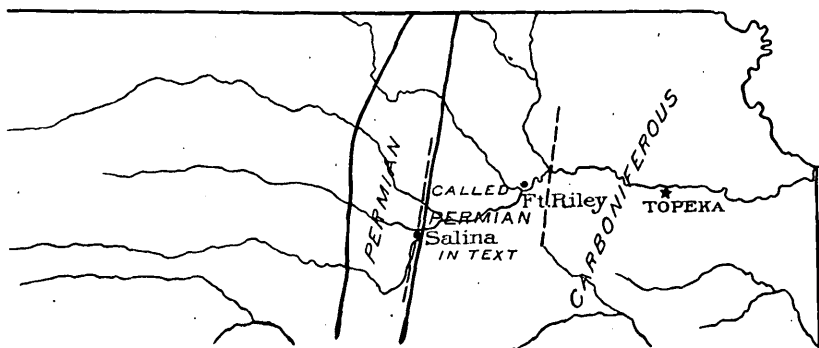 PERMIAN
CALLED
PERMIAN
IN TEXT
Ft. Riley
Salina
CARBONIFEROUS
TOPEKA